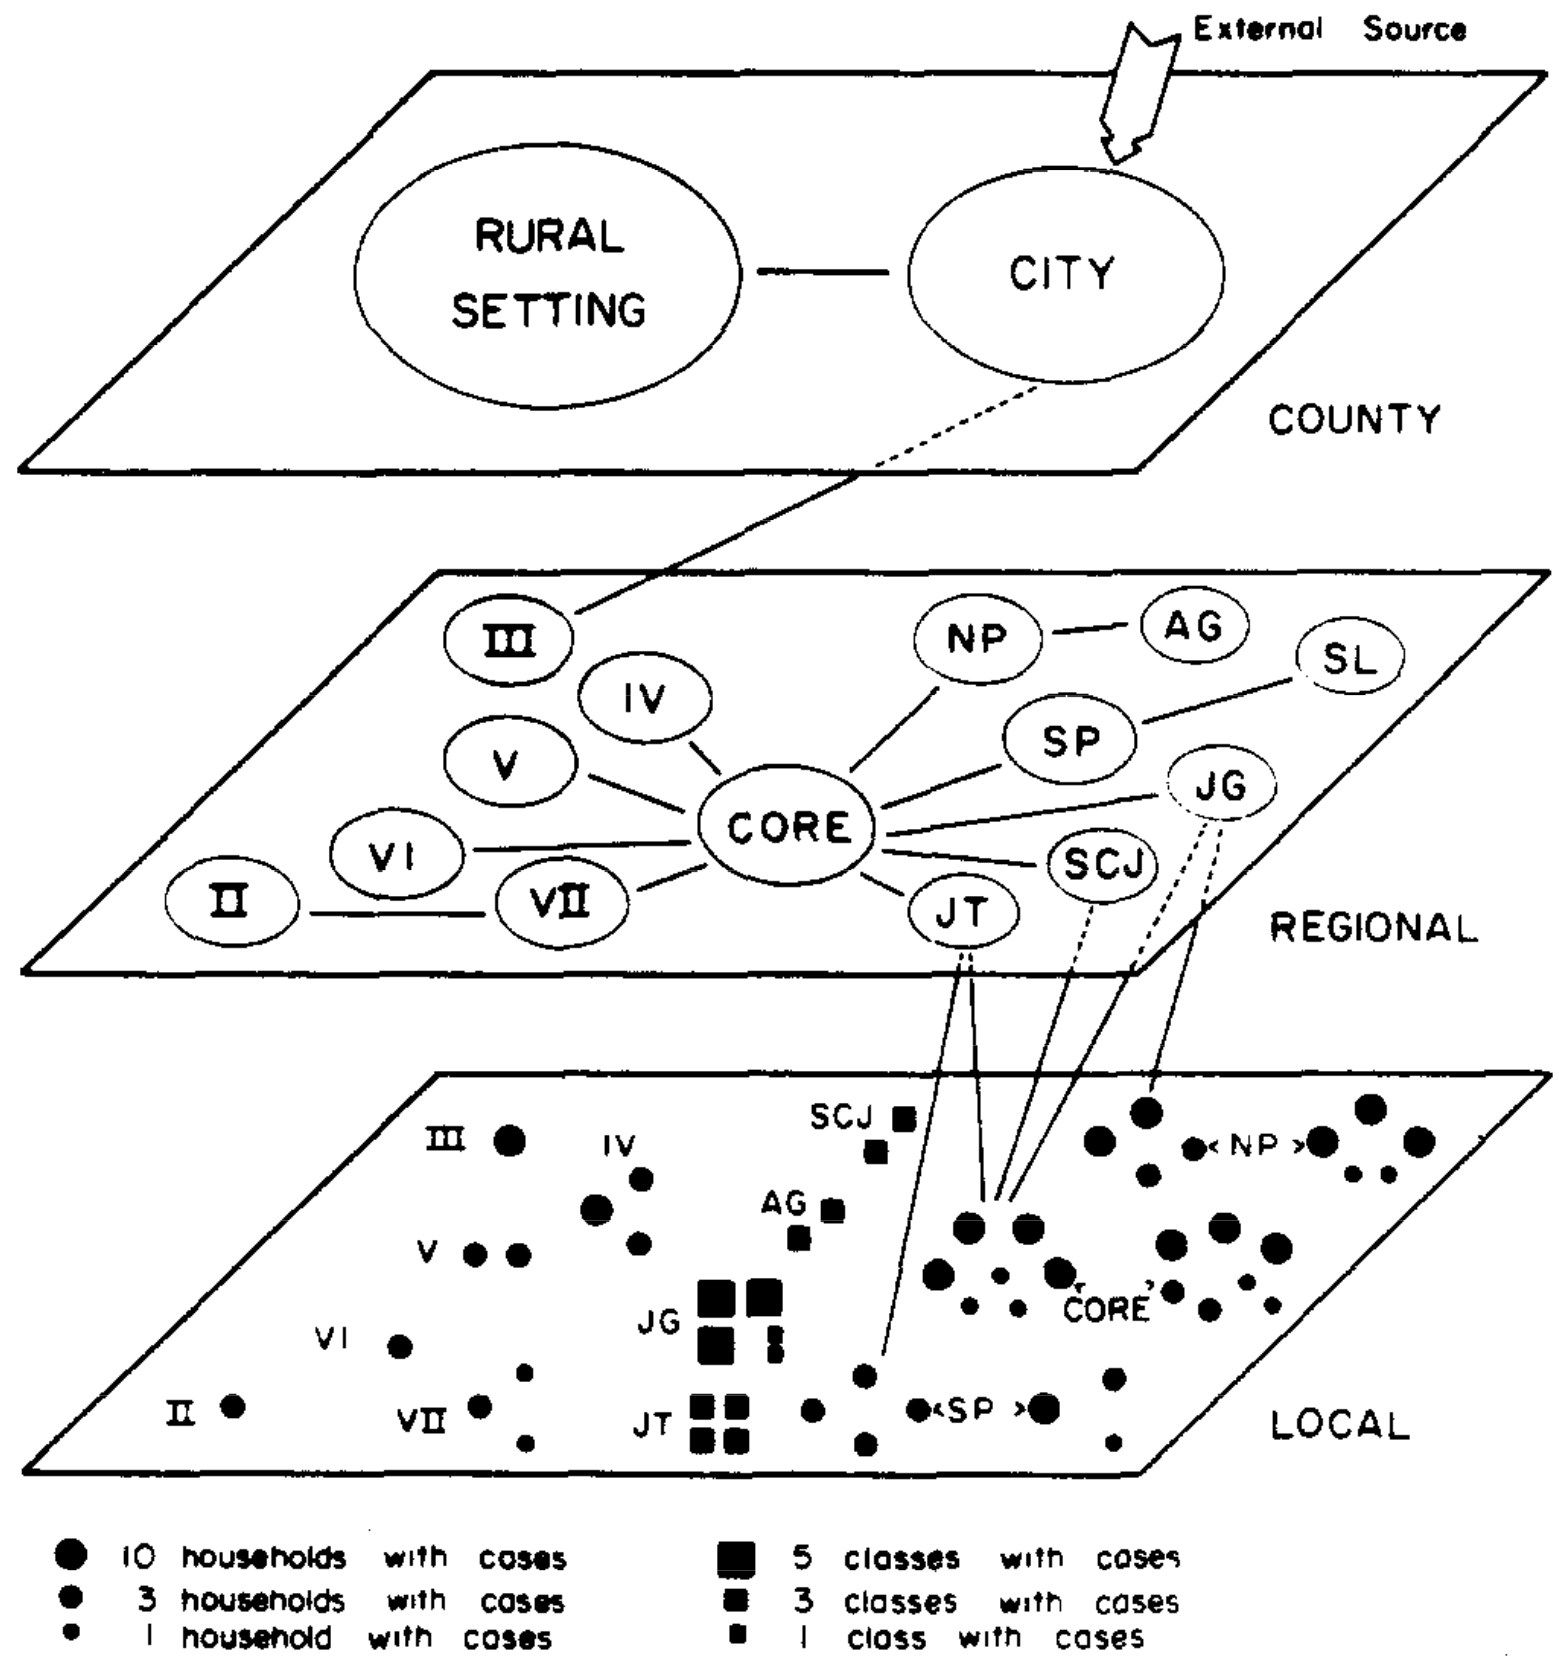 External Source
RURAL
SETTING
CITY
COUNTY
III
NP
AG
SL
IV
SP
V
JG
CORE
VI
SCJ
II
VII
JT
REGIONAL
SCJ
III
IV
< NP >
AG
V
JG
CORE
VI
II
VII
JT
<SP >
LOCAL
10 households with cases
3 households with cases
1 household with cases
5 classes with cases
3 classes with cases
1 class with cases